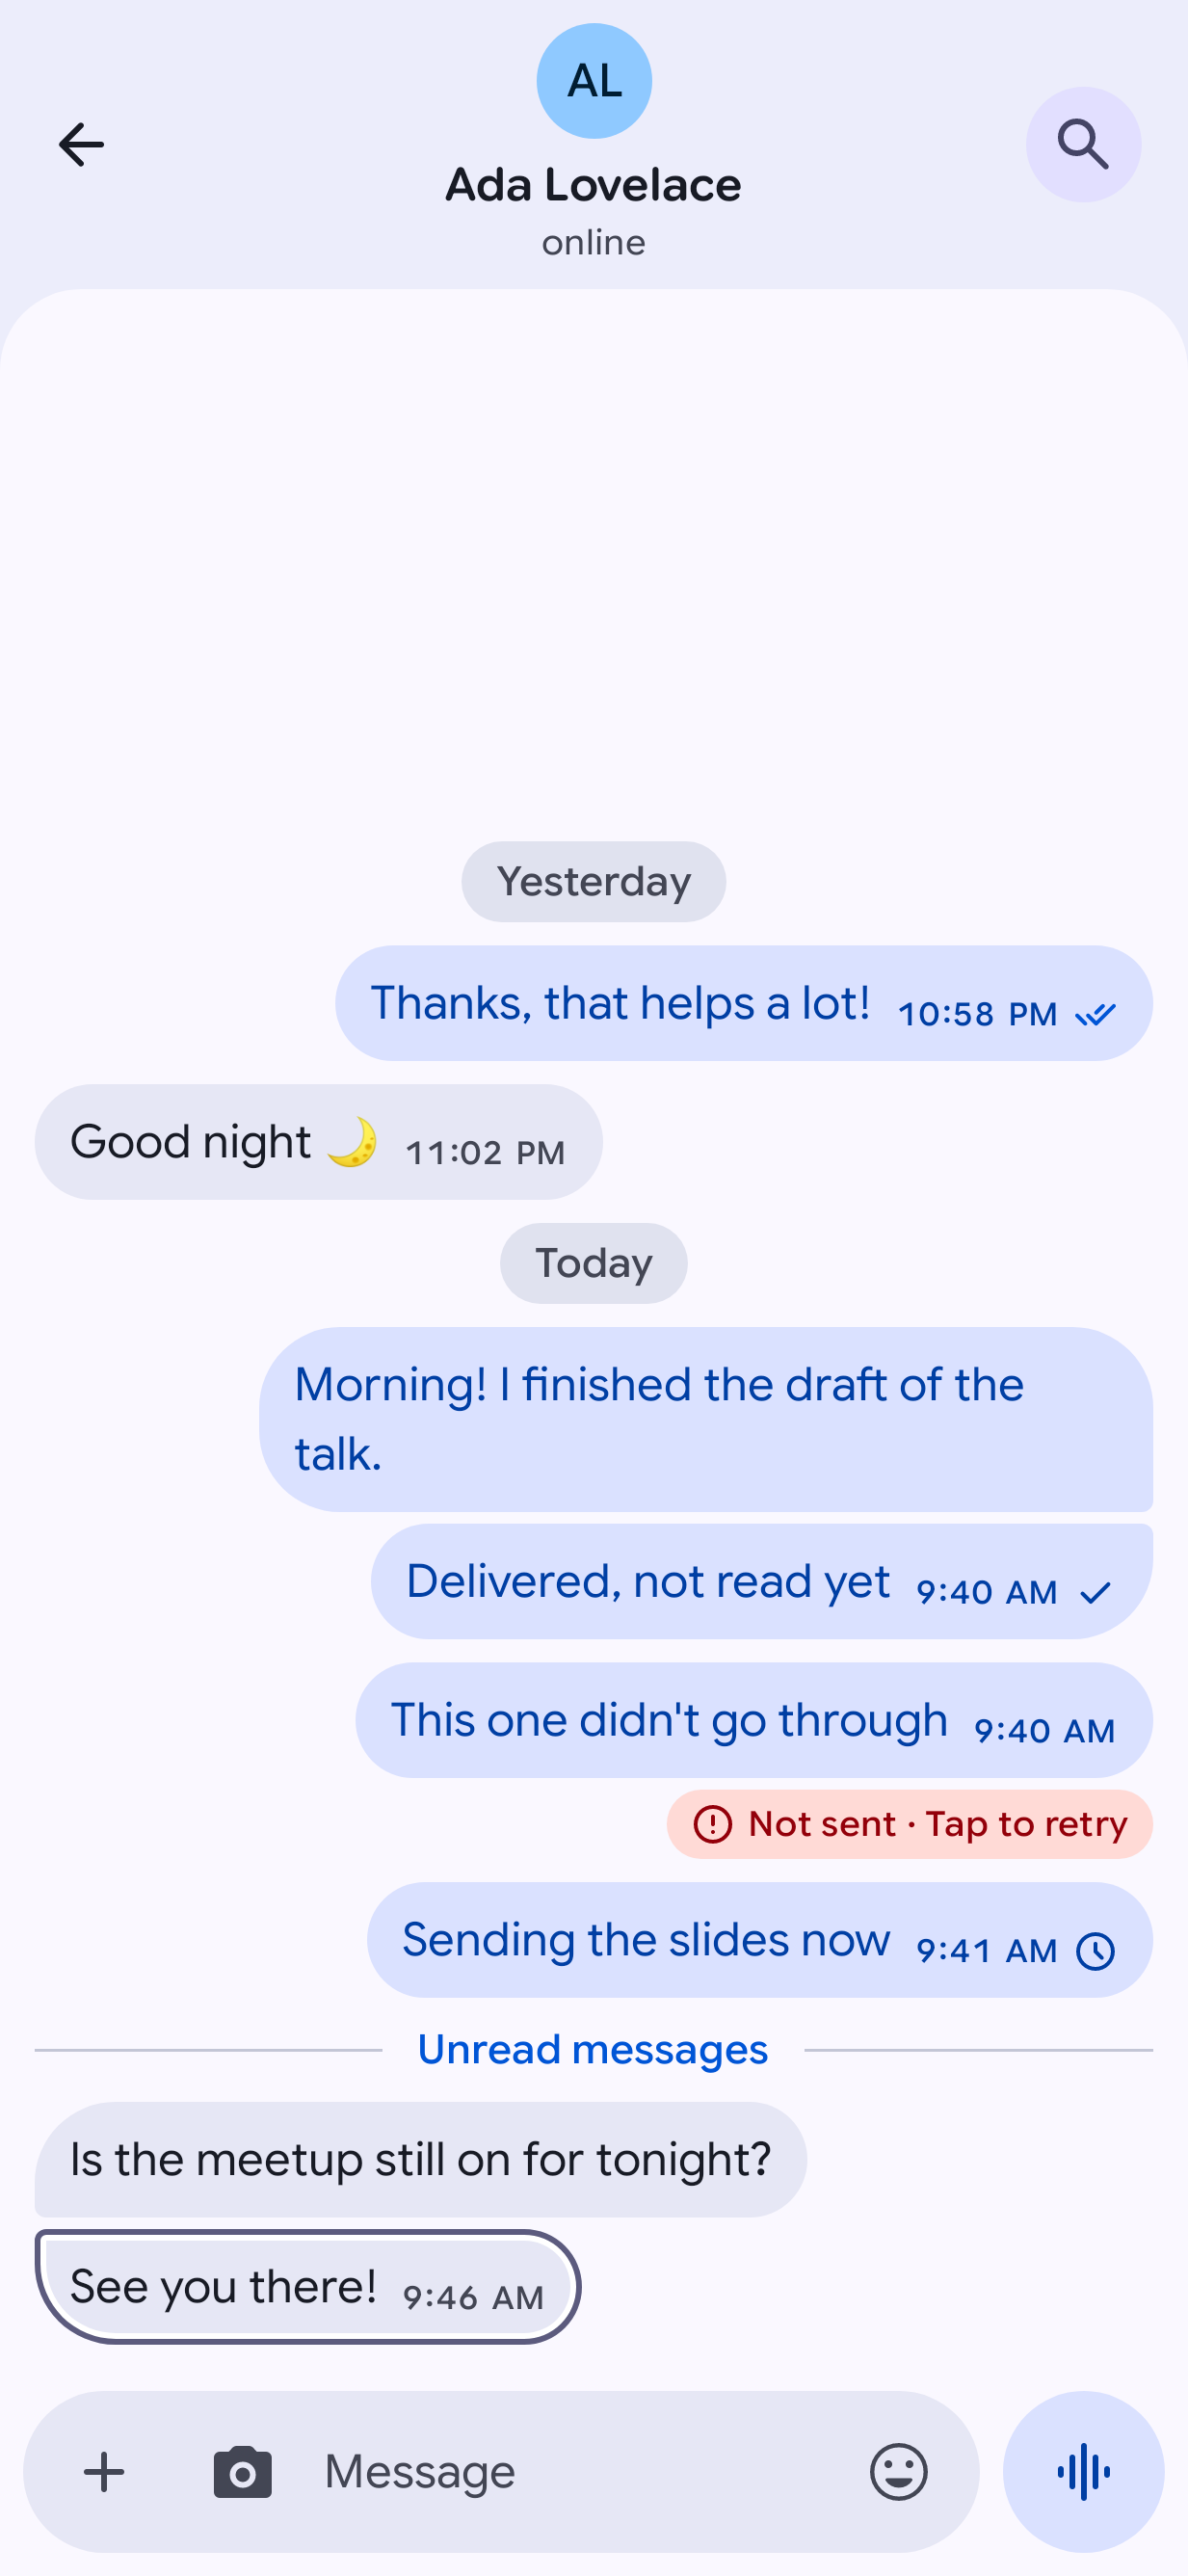 AL
Ada Lovelace
online
Yesterday
Thanks, that helps a lot! 10:58 PM
Good night 🌙 11:02 PM
Today
Morning! I finished the draft of the
talk.
Delivered, not read yet 9:40 AM
This one didn't go through 9:40 AM
Not sent · Tap to retry
Sending the slides now 9:41 AM
Unread messages
Is the meetup still on for tonight?
See you there! 9:46 AM
Message